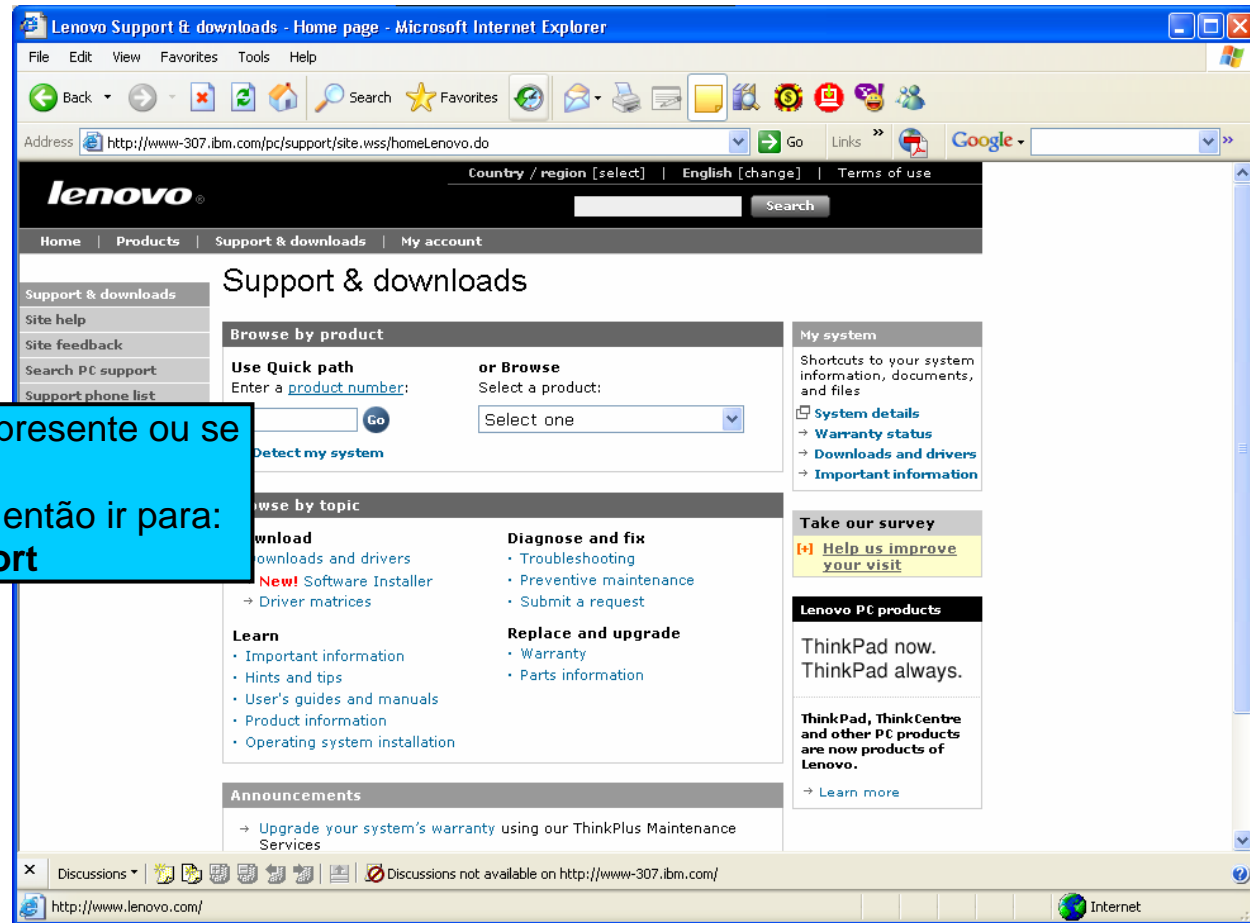 Lenovo Support & downloads - Home page - Microsoft Internet Explorer
File Edit View Favorites Tools Help
Back Search Favorites
Address http://www-307.ibm.com/pc/support/site.wss/homeLenovo.do Go Links » Google »
Country / region [select] | English [change] | Terms of use
lenovo®
Search
Home | Products | Support & downloads | My account
Support & downloads
Support & downloads
Site help
Site feedback
Search PC support
Support phone list
Browse by product
Use Quick path
Enter a product number:
Go
Detect my system
or Browse
Select a product:
Select one
presente ou se
então ir para:
ort
wse by topic
wnload
ownloads and drivers
New! Software Installer
→ Driver matrices
Diagnose and fix
· Troubleshooting
· Preventive maintenance
· Submit a request
Learn
· Important information
· Hints and tips
· User's guides and manuals
· Product information
· Operating system installation
Replace and upgrade
· Warranty
· Parts information
Announcements
→ Upgrade your system's warranty using our ThinkPlus Maintenance
Services
My system
Shortcuts to your system
information, documents,
and files
System details
→ Warranty status
→ Downloads and drivers
→ Important information
Take our survey
[+] Help us improve
your visit
Lenovo PC products
ThinkPad now.
ThinkPad always.
ThinkPad, ThinkCentre
and other PC products
are now products of
Lenovo.
→ Learn more
× Discussions Discussions not available on http://www-307.ibm.com/
http://www.lenovo.com/ Internet